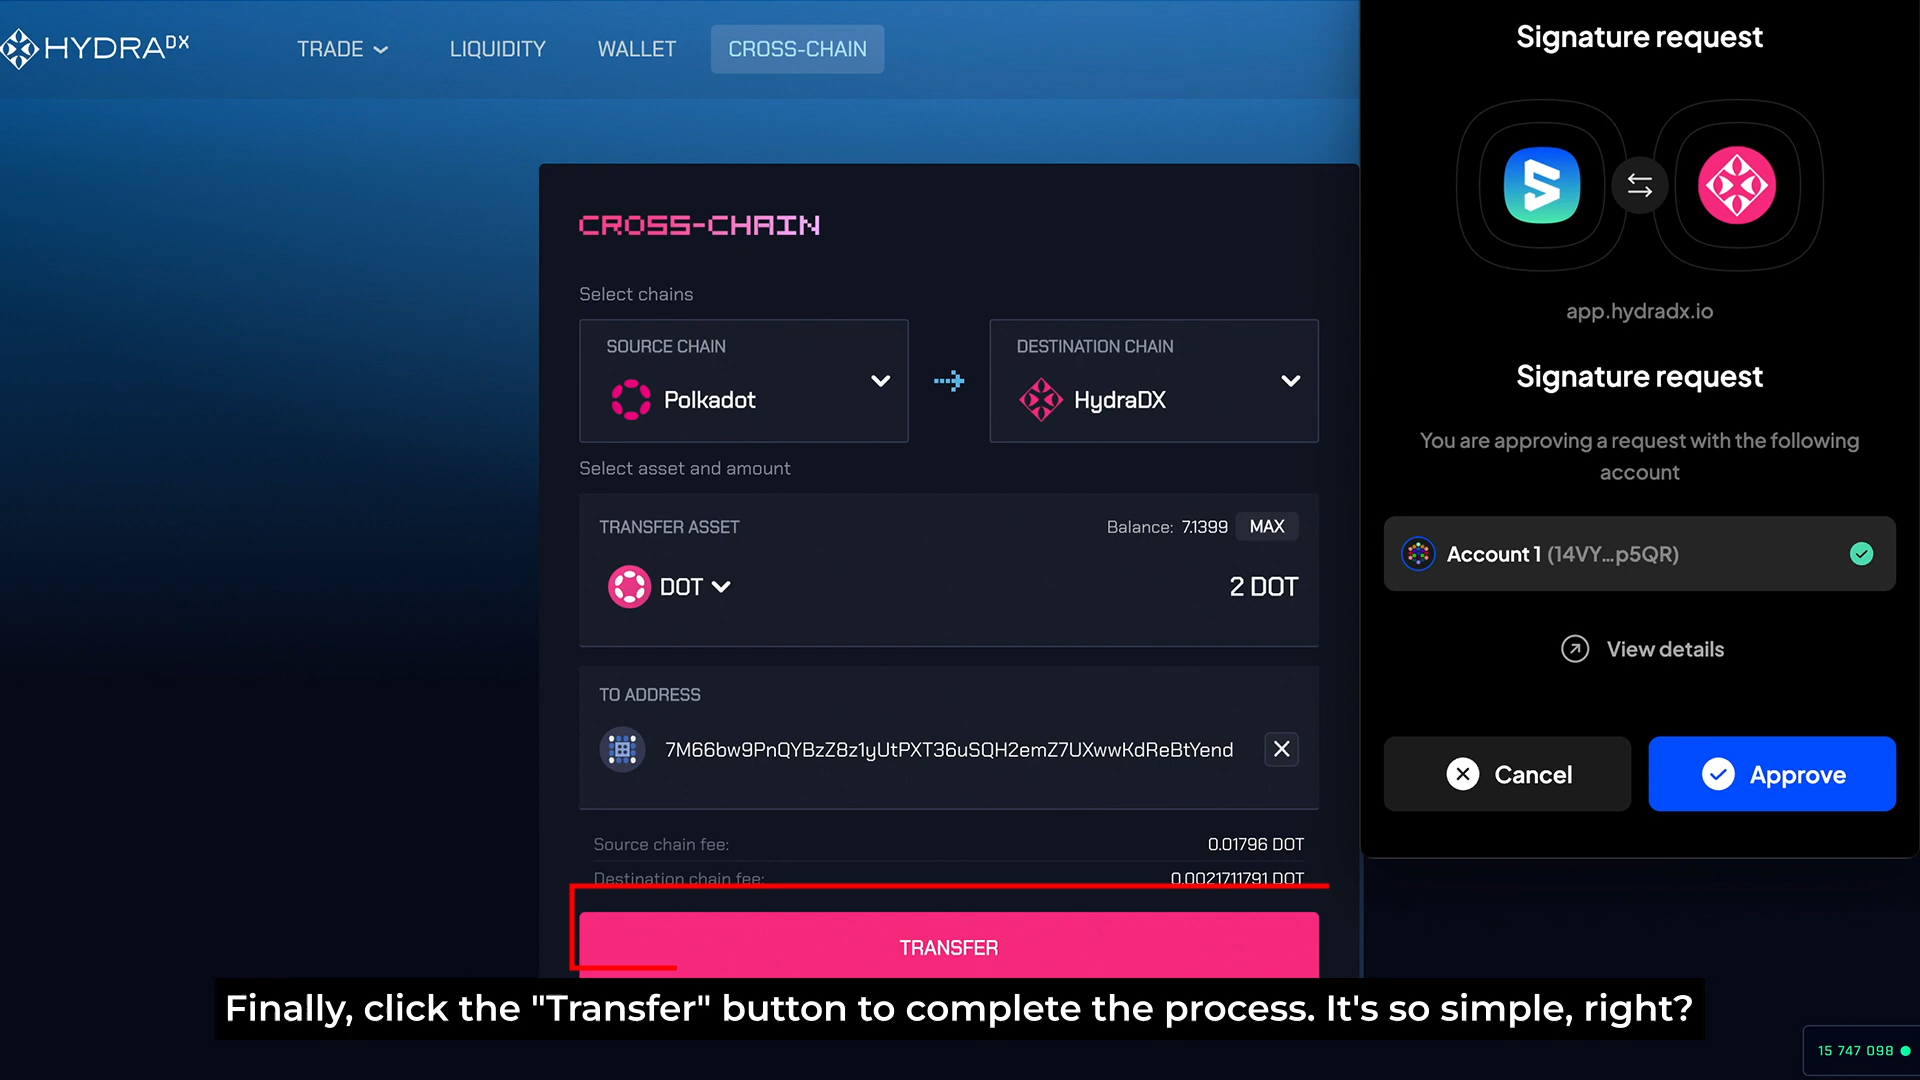 HYDRADX
TRADE
LIQUIDITY
WALLET
CROSS-CHAIN
CROSS-CHAIN
Select chains
SOURCE CHAIN
Polkadot
DESTINATION CHAIN
HydraDX
Select asset and amount
TRANSFER ASSET
Balance: 7.1399 MAX
DOT
2 DOT
TO ADDRESS
7M66bw9PnQYBzZ8z1yUtPXT36uSQH2emZ7UXwwKdReBtYend
Source chain fee:
0.01796 DOT
Destination chain fee:
0.0021711791 DOT
TRANSFER
Signature request
app.hydradx.io
Signature request
You are approving a request with the following
account
Account 1 (14VY...p5QR)
View details
Cancel
Approve
Finally, click the "Transfer" button to complete the process. It's so simple, right?
15 747 098